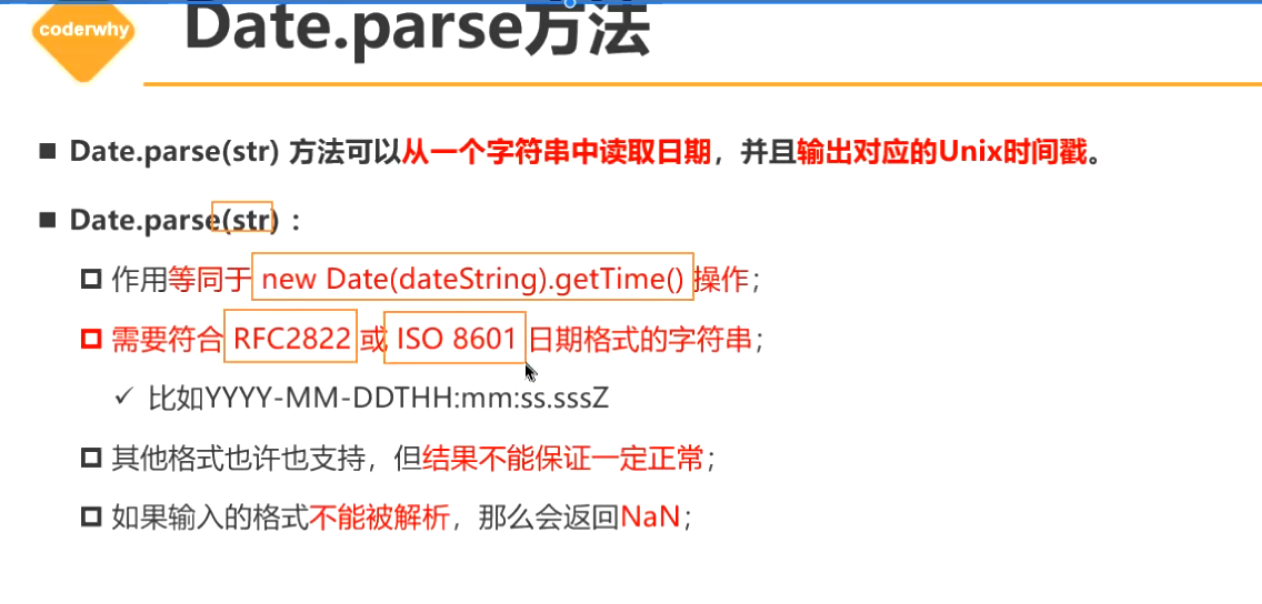 coderwhy
Date.parse方法
Date.parse(str) 方法可以从一个字符串中读取日期，并且输出对应的Unix时间戳。
Date.parse(str)：
作用等同于 new Date(dateString).getTime() 操作；
需要符合 RFC2822 或 ISO 8601 日期格式的字符串；
比如YYYY-MM-DDTHH:mm:ss.sssZ
其他格式也许也支持，但结果不能保证一定正常；
如果输入的格式不能被解析，那么会返回NaN；